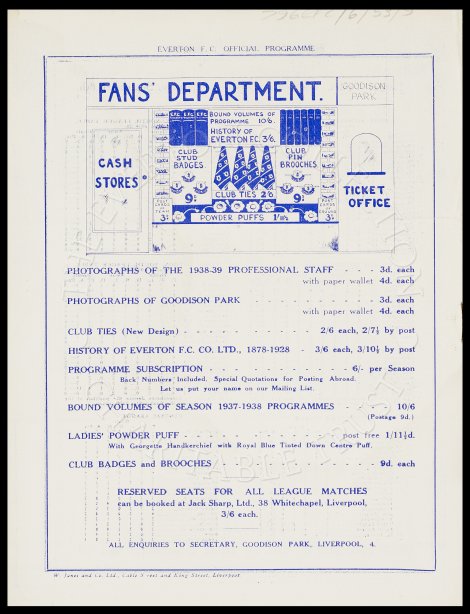 EVERTON F.C. OFFICIAL PROGRAMME
FANS' DEPARTMENT.
GOODISON
PARK
EFC EFC EFC
BOUND VOLUMES OF
PROGRAMME 10/6.
HISTORY OF
EVERTON F.C. 3/6.
CASH
STORES
CLUB
STUD
BADGES
9D
CLUB
PIN
BROOCHES
9D
CLUB TIES 2/6
POST CARDS 3D
POWDER PUFFS
POST CARDS 3D
TICKET
OFFICE
PHOTOGRAPHS OF THE 1938-39 PROFESSIONAL STAFF - - - 3d. each
with paper wallet 4d. each
PHOTOGRAPHS OF GOODISON PARK - - - - - - - - - 3d. each
with paper wallet 4d. each
CLUB TIES (New Design) - - - - - - - - - 2/6 each, 2/7½ by post
HISTORY OF EVERTON F.C. CO. LTD., 1878-1928 - 3/6 each, 3/10½ by post
PROGRAMME SUBSCRIPTION - - - - - - - - - 6/- per Season
Back Numbers Included. Special Quotations for Posting Abroad.
Let us put your name on our Mailing List.
BOUND VOLUMES OF SEASON 1937-1938 PROGRAMMES - - - 10/6
(Postage 9d.)
LADIES' POWDER PUFF - - - - - - - - - post free 1/11½d.
With Georgette Handkerchief with Royal Blue Tinted Down Centre Puff.
CLUB BADGES and BROOCHES - - - - - - - - - 9d. each
RESERVED SEATS FOR ALL LEAGUE MATCHES
can be booked at Jack Sharp, Ltd., 38 Whitechapel, Liverpool,
3/6 each.
ALL ENQUIRIES TO SECRETARY, GOODISON PARK, LIVERPOOL, 4.
W. Jones and Co. Ltd., Cable Street and King Street, Liverpool